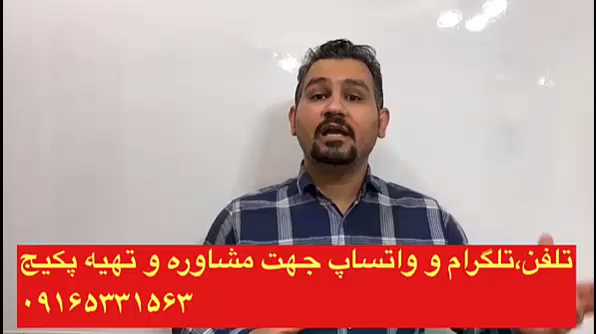 تلفن،تلگرام و واتساپ جهت مشاوره و تهیه پکیج
۰۹۱۶۵۳۳۱۵۶۳